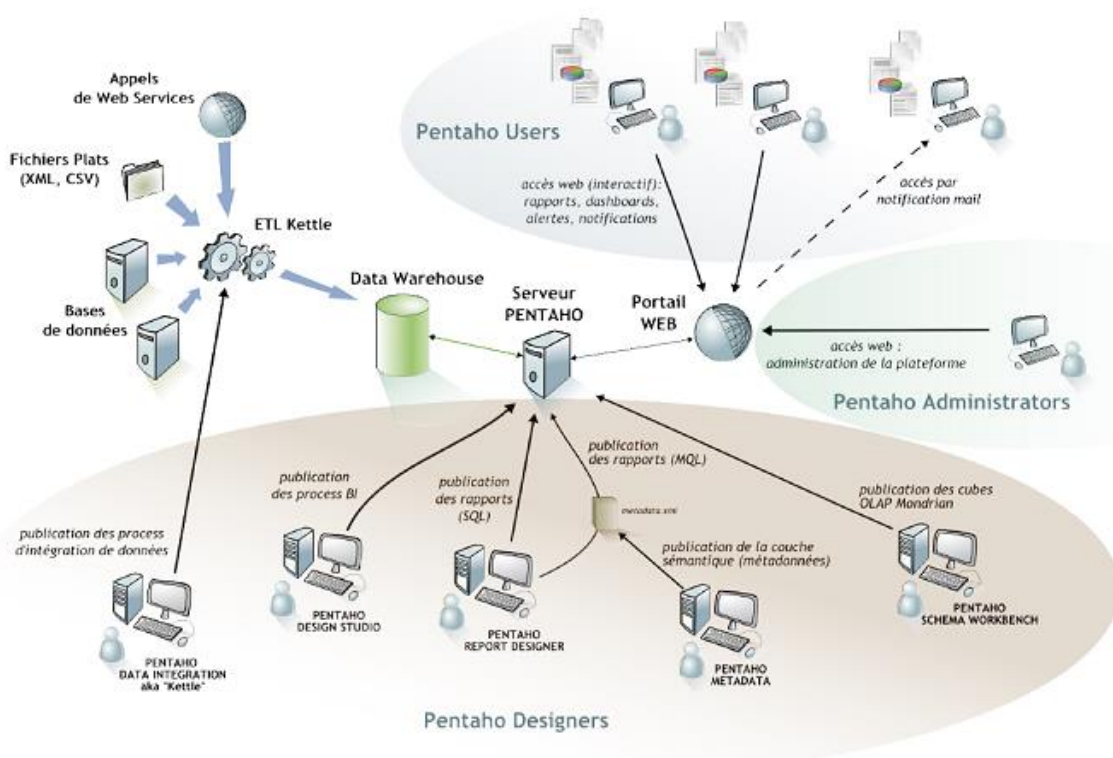 Appels
de Web Services
Fichiers Plats
(XML, CSV)
ETL Kettle
Bases
de données
Data Warehouse
Serveur
PENTAHO
Portail
WEB
Pentaho Users
accès web (interactif):
rapports, dashboards,
alertes, notifications
accès par
notification mail
accès web :
administration de la plateforme
Pentaho Administrators
publication des process
d'intégration de données
publication
des process BI
publication
des rapports
(SQL)
publication
des rapports (MQL)
metadata.xmi
publication de la couche
sémantique (métadonnées)
publication des cubes
OLAP Mondrian
PENTAHO
DATA INTEGRATION
aka "Kettle"
PENTAHO
DESIGN STUDIO
PENTAHO
REPORT DESIGNER
PENTAHO
METADATA
PENTAHO
SCHEMA WORKBENCH
Pentaho Designers